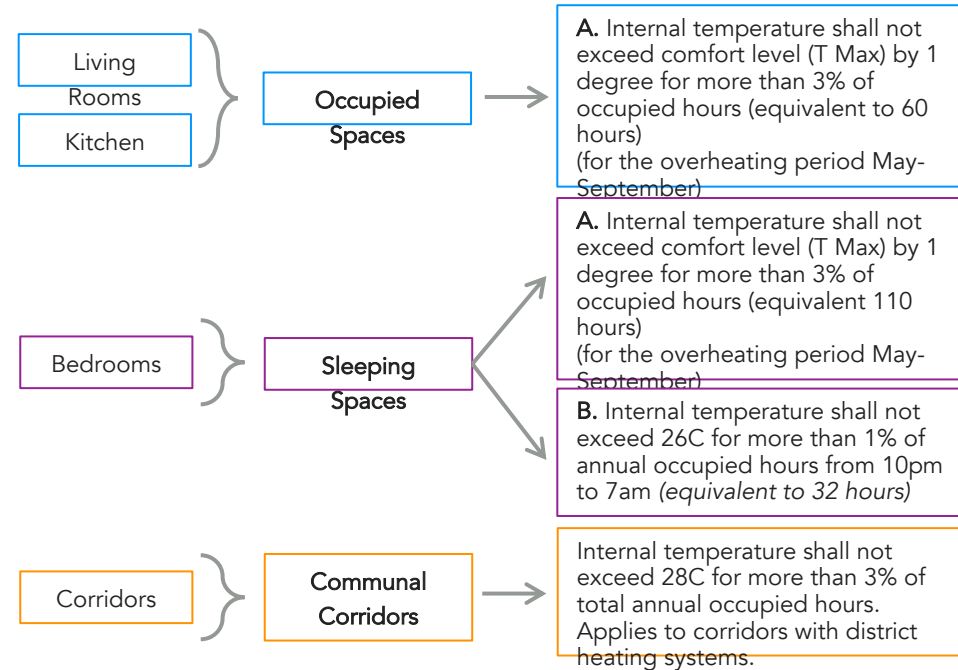 Living
Rooms
Kitchen
Occupied
Spaces
A. Internal temperature shall not
exceed comfort level (T Max) by 1
degree for more than 3% of
occupied hours (equivalent to 60
hours)
(for the overheating period May-
September)
Bedrooms
Sleeping
Spaces
A. Internal temperature shall not
exceed comfort level (T Max) by 1
degree for more than 3% of
occupied hours (equivalent 110
hours)
(for the overheating period May-
September)
B. Internal temperature shall not
exceed 26C for more than 1% of
annual occupied hours from 10pm
to 7am (equivalent to 32 hours)
Corridors
Communal
Corridors
Internal temperature shall not
exceed 28C for more than 3% of
total annual occupied hours.
Applies to corridors with district
heating systems.